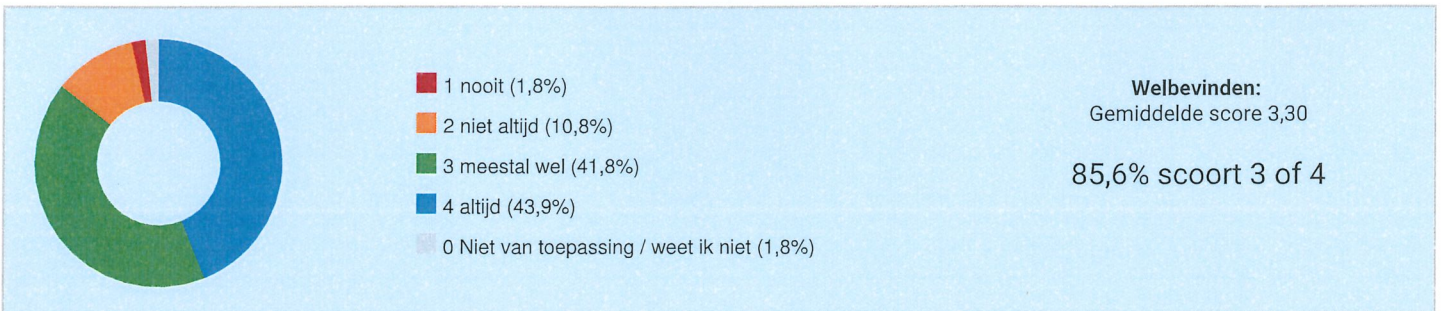 1 nooit (1,8%)
2 niet altijd (10,8%)
3 meestal wel (41,8%)
4 altijd (43,9%)
0 Niet van toepassing / weet ik niet (1,8%)
Welbevinden:
Gemiddelde score 3,30
85,6% scoort 3 of 4